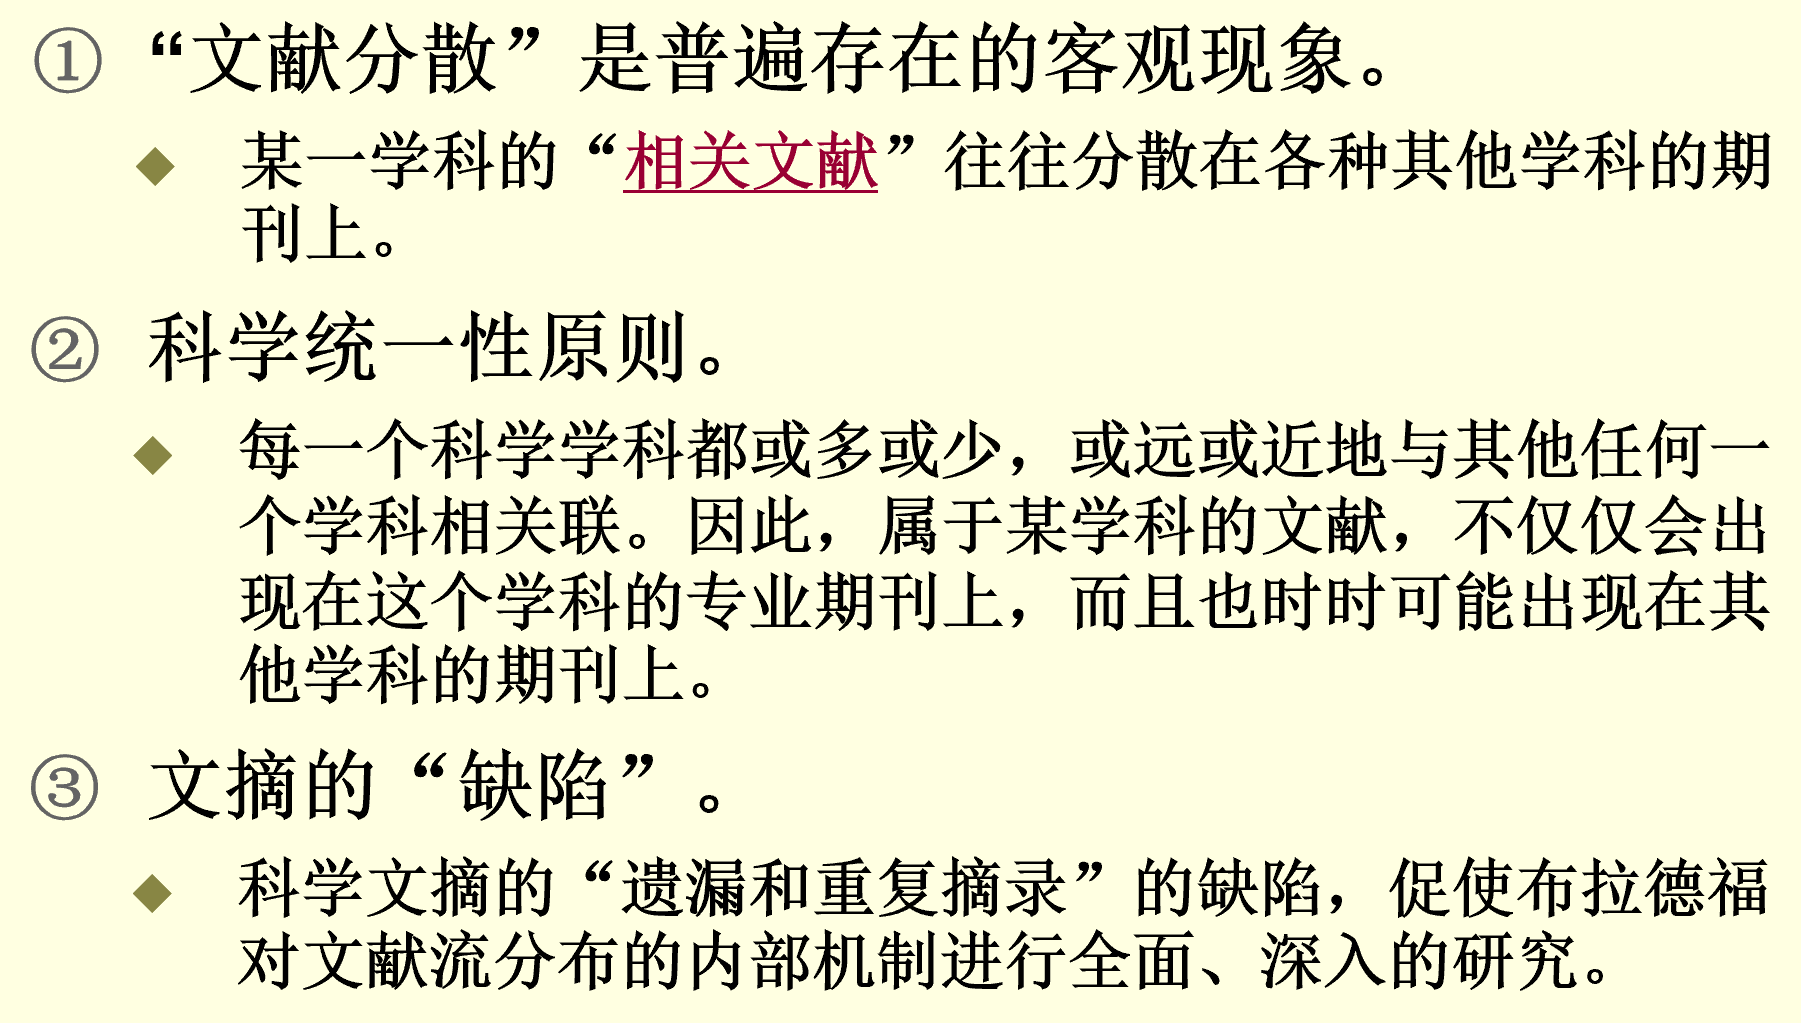 ① “文献分散”是普遍存在的客观现象。
◆ 某一学科的“相关文献”往往分散在各种其他学科的期
刊上。
② 科学统一性原则。
◆ 每一个科学学科都或多或少，或远或近地与其他任何一
个学科相关联。因此，属于某学科的文献，不仅仅会出
现在这个学科的专业期刊上，而且也时时可能出现在其
他学科的期刊上。
③ 文摘的“缺陷”。
◆ 科学文摘的“遗漏和重复摘录”的缺陷，促使布拉德福
对文献流分布的内部机制进行全面、深入的研究。